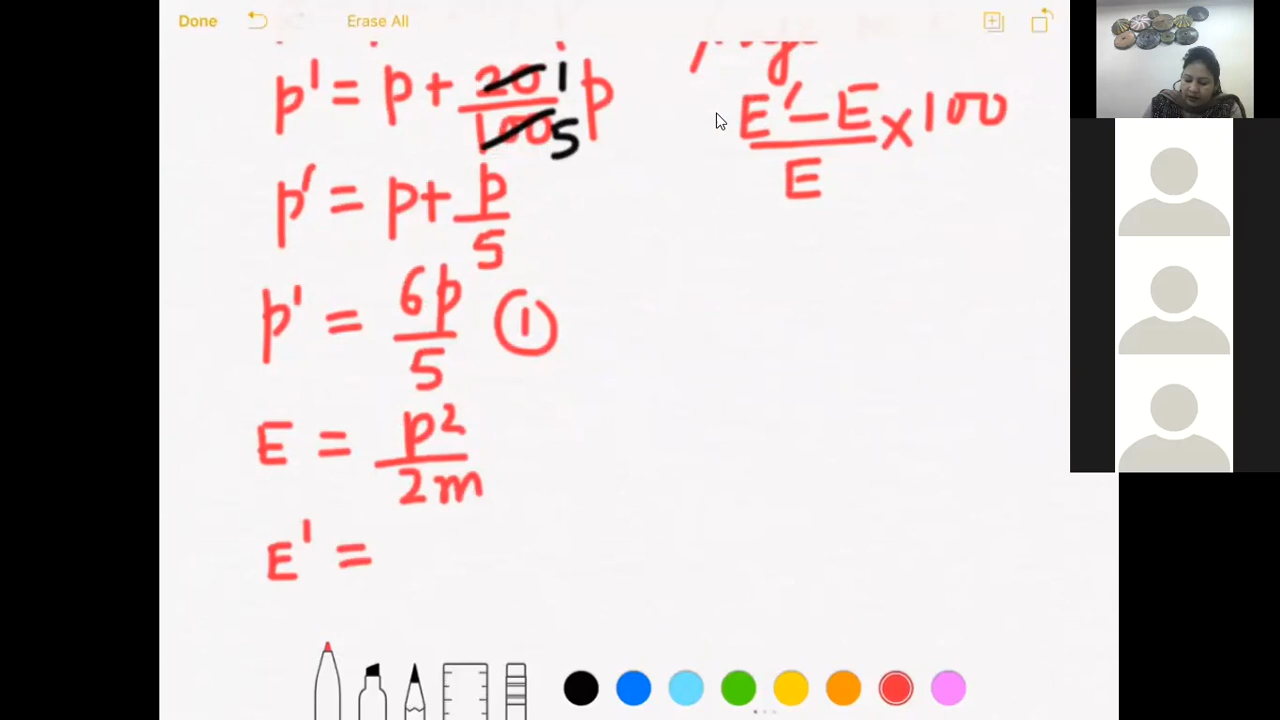 Done Erase All
p' = p + 20/100 1/5 p
p' = p + p/5
p' = 6p/5 ①
E = p²/2m
E' =
E' – E/E × 100